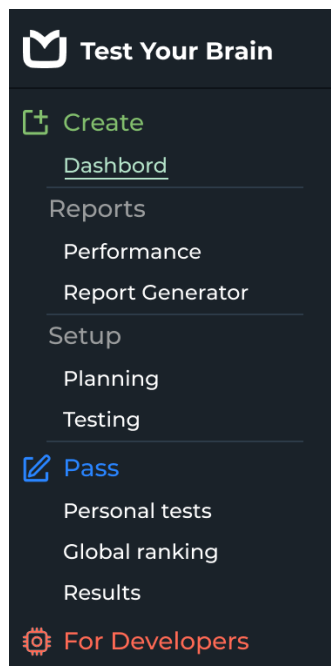 Test Your Brain
Create
Dashbord
Reports
Performance
Report Generator
Setup
Planning
Testing
Pass
Personal tests
Global ranking
Results
For Developers